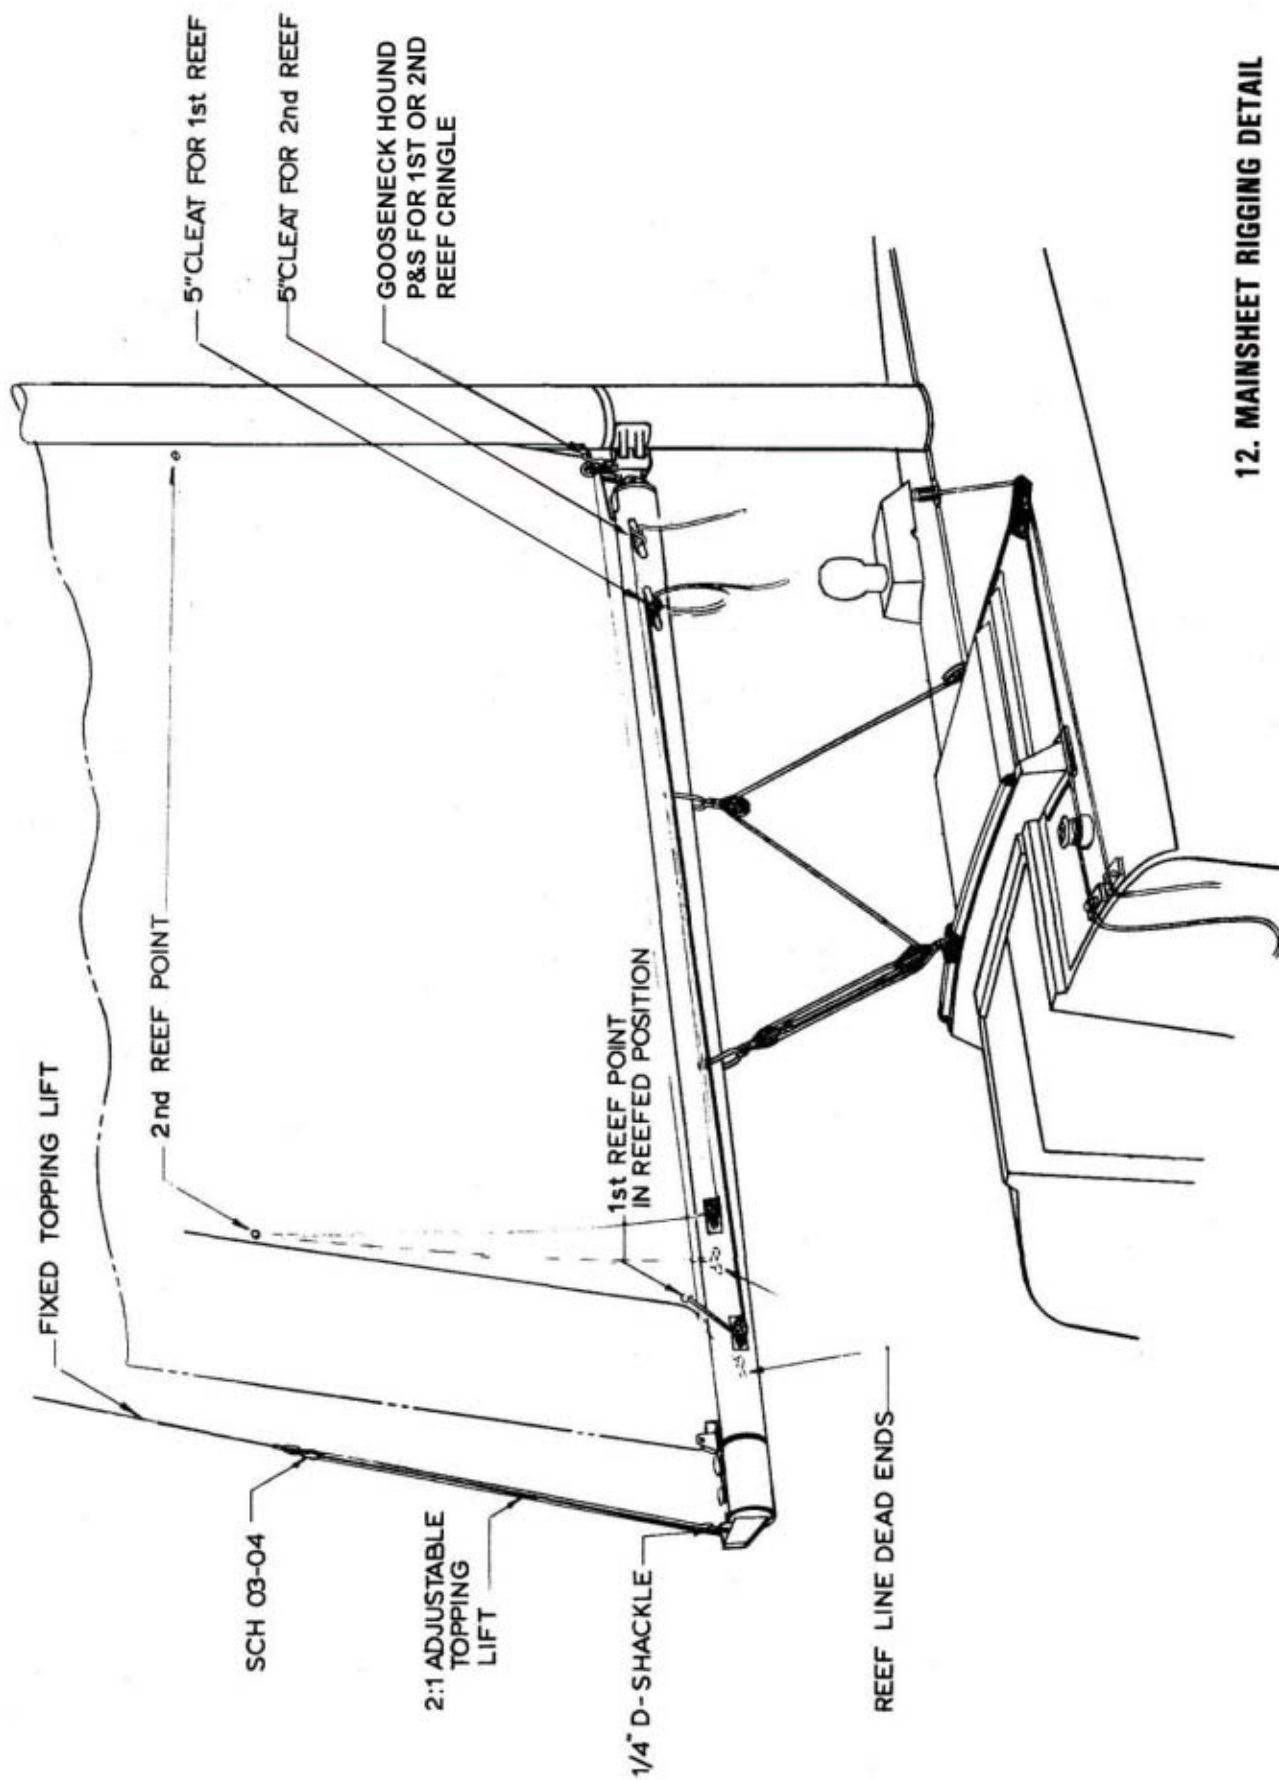 FIXED TOPPING LIFT
SCH 03-04
2:1 ADJUSTABLE
TOPPING
LIFT
1/4" D-SHACKLE
REEF LINE DEAD ENDS
2nd REEF POINT
1st REEF POINT
IN REEFED POSITION
5"CLEAT FOR 1st REEF
5"CLEAT FOR 2nd REEF
GOOSENECK HOUND
P&S FOR 1ST OR 2ND
REEF CRINGLE
12. MAINSHEET RIGGING DETAIL